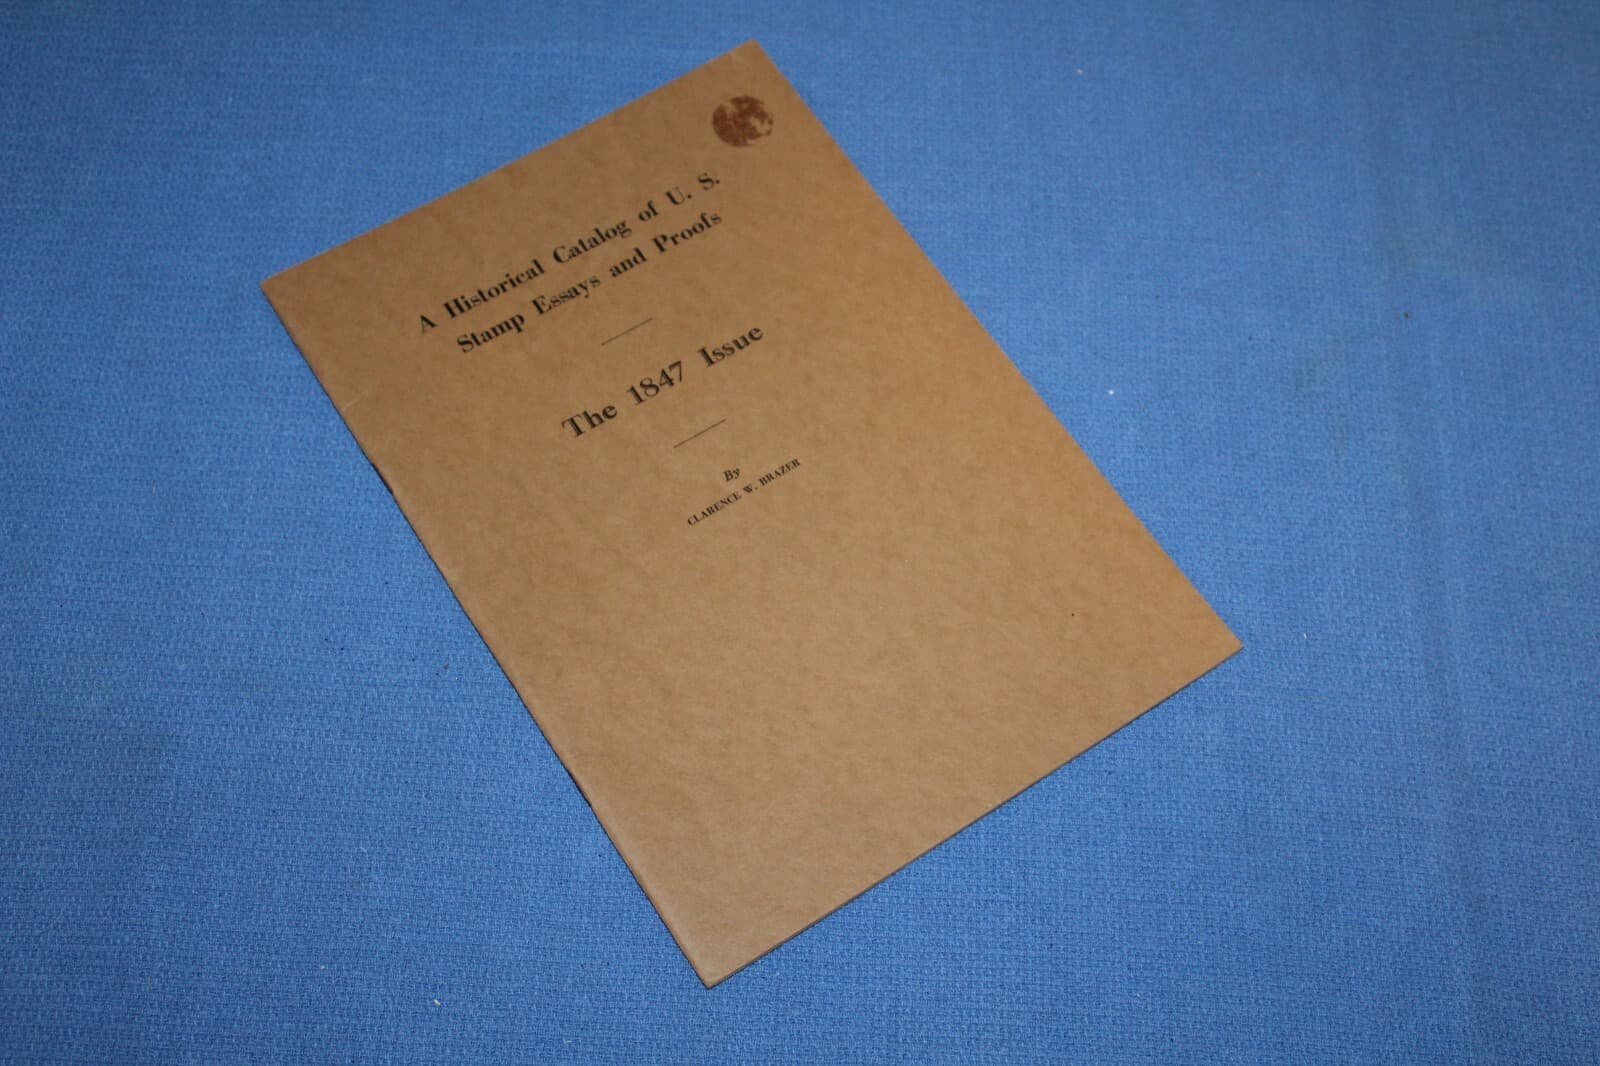 A Historical Catalog of U. S.
Stamp Essays and Proofs
The 1847 Issue
By
CLARENCE W. BRAZER